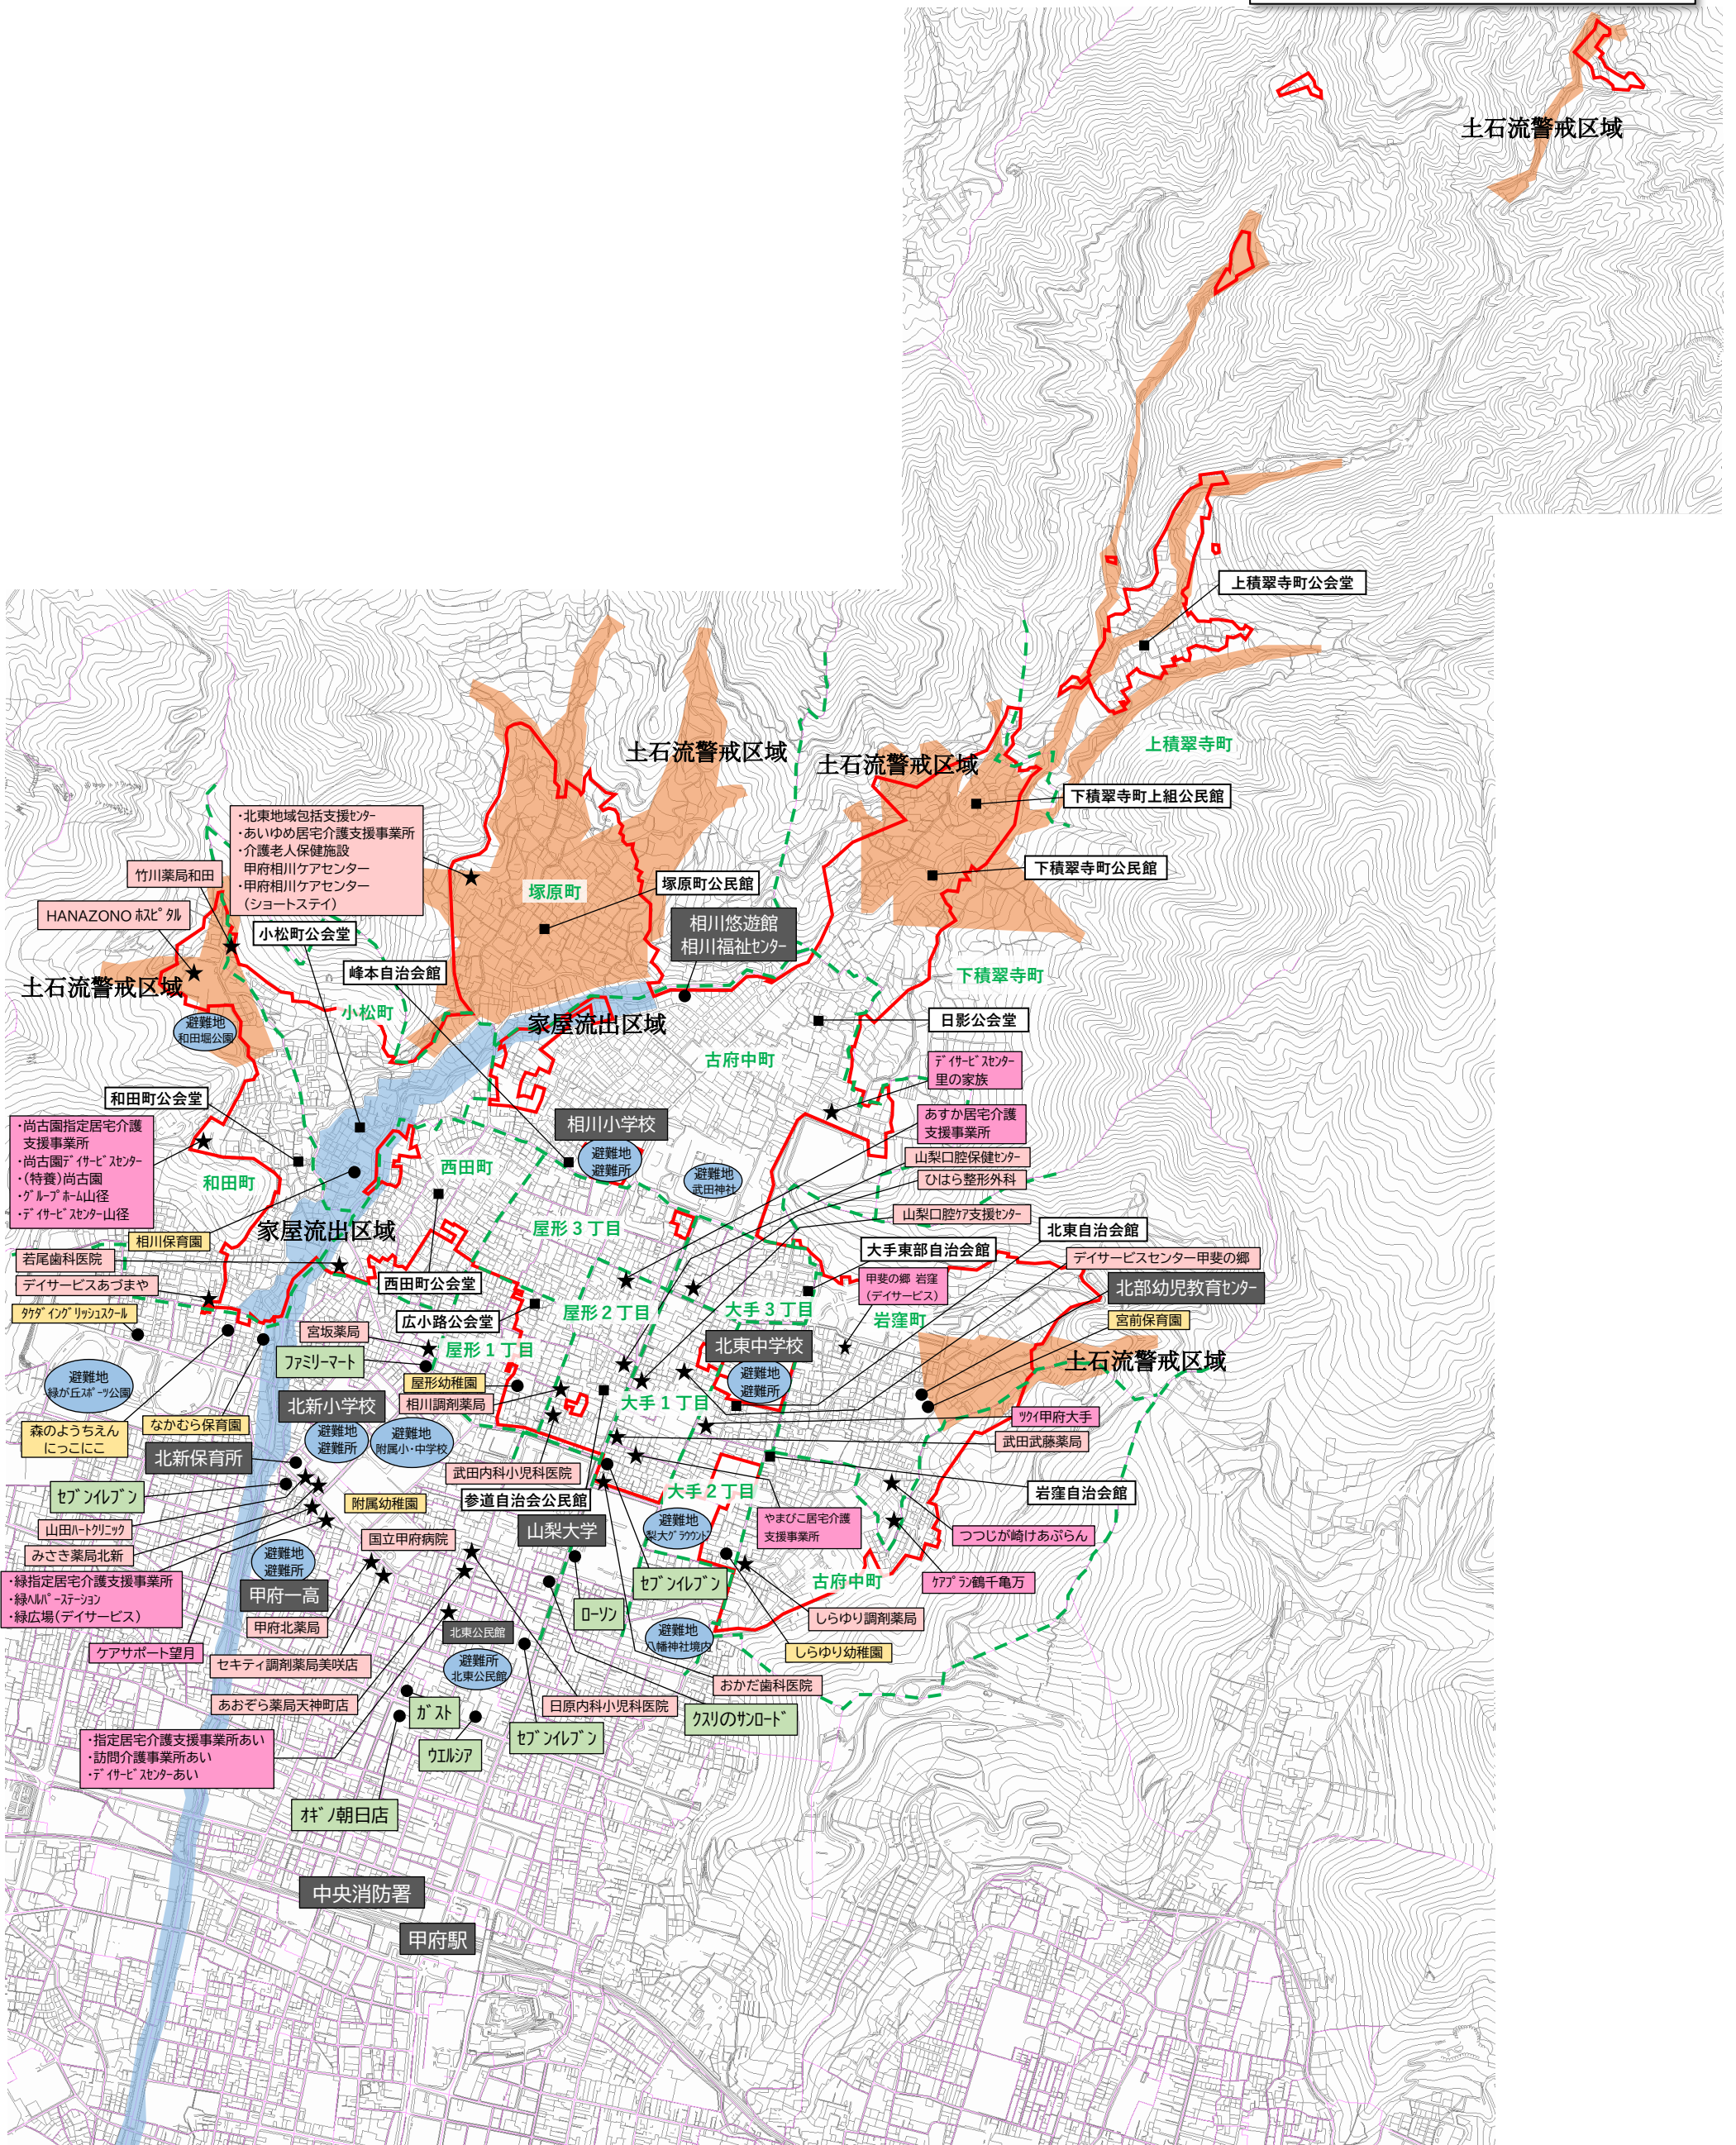 土石流警戒区域
上積翠寺町公会堂
上積翠寺町
土石流警戒区域
土石流警戒区域
下積翠寺町上組公民館
下積翠寺町公民館
下積翠寺町
・北東地域包括支援ｾﾝﾀｰ
・あいゆめ居宅介護支援事業所
・介護老人保健施設
甲府相川ケアセンター
・甲府相川ケアセンター
（ショートステイ）
竹川薬局和田
HANAZONO ﾎｽﾋﾟﾀﾙ
塚原町
塚原町公民館
小松町公会堂
相川悠遊館
相川福祉ｾﾝﾀｰ
峰本自治会館
土石流警戒区域
小松町
避難地
和田堀公園
家屋流出区域
日影公会堂
古府中町
ﾃﾞｲｻｰﾋﾞｽｾﾝﾀｰ
里の家族
和田町公会堂
あすか居宅介護
支援事業所
相川小学校
避難地
避難所
・尚古園指定居宅介護
支援事業所
・尚古園ﾃﾞｲｻｰﾋﾞｽｾﾝﾀｰ
・(特養)尚古園
・ｸﾞﾙｰﾌﾟﾎｰﾑ山径
・ﾃﾞｲｻｰﾋﾞｽｾﾝﾀｰ山径
山梨口腔保健ｾﾝﾀｰ
ひはら整形外科
西田町
避難地
武田神社
和田町
山梨口腔ｹｱ支援ｾﾝﾀｰ
北東自治会館
家屋流出区域
屋形３丁目
相川保育園
大手東部自治会館
デイサービスセンター甲斐の郷
若尾歯科医院
西田町公会堂
甲斐の郷 岩窪
（デイサービス）
北部幼児教育ｾﾝﾀｰ
デイサービスあづまや
ﾀｹﾀﾞｲﾝｸﾞﾘｯｼｭｽｸｰﾙ
広小路公会堂
屋形２丁目
大手３丁目
岩窪町
宮前保育園
宮坂薬局
屋形１丁目
北東中学校
避難地
避難所
土石流警戒区域
ﾌｧﾐﾘｰﾏｰﾄ
避難地
緑が丘ｽﾎﾟｰﾂ公園
屋形幼稚園
相川調剤薬局
大手１丁目
北新小学校
避難地
避難所
避難地
附属小・中学校
ﾂｸｲ甲府大手
武田武藤薬局
森のようちえん
にっこにこ
なかむら保育園
北新保育所
武田内科小児科医院
ｾﾌﾞﾝｲﾚﾌﾞﾝ
附属幼稚園
参道自治会公民館
大手２丁目
岩窪自治会館
山田ﾊｰﾄｸﾘﾆｯｸ
国立甲府病院
山梨大学
避難地
梨大ｸﾞﾗｳﾝﾄﾞ
やまびこ居宅介護
支援事業所
つつじが崎けあぷらん
みさき薬局北新
避難地
避難所
甲府一高
・緑指定居宅介護支援事業所
・緑ﾍﾙﾊﾟｰｽﾃｰｼｮﾝ
・緑広場(デイサービス)
ｾﾌﾞﾝｲﾚﾌﾞﾝ
古府中町
ｹｱﾌﾟﾗﾝ鶴千亀万
ﾛｰｿﾝ
甲府北薬局
北東公民館
避難地
八幡神社境内
しらゆり調剤薬局
ケアサポート望月
しらゆり幼稚園
セキティ調剤薬局美咲店
避難所
北東公民館
おかだ歯科医院
あおぞら薬局天神町店
ｶﾞｽﾄ
日原内科小児科医院
ｸｽﾘのｻﾝﾛｰﾄﾞ
ｾﾌﾞﾝｲﾚﾌﾞﾝ
・指定居宅介護支援事業所あい
・訪問介護事業所あい
・ﾃﾞｲｻｰﾋﾞｽｾﾝﾀｰあい
ｳｴﾙｼｱ
ｵｷﾞﾉ朝日店
中央消防署
甲府駅